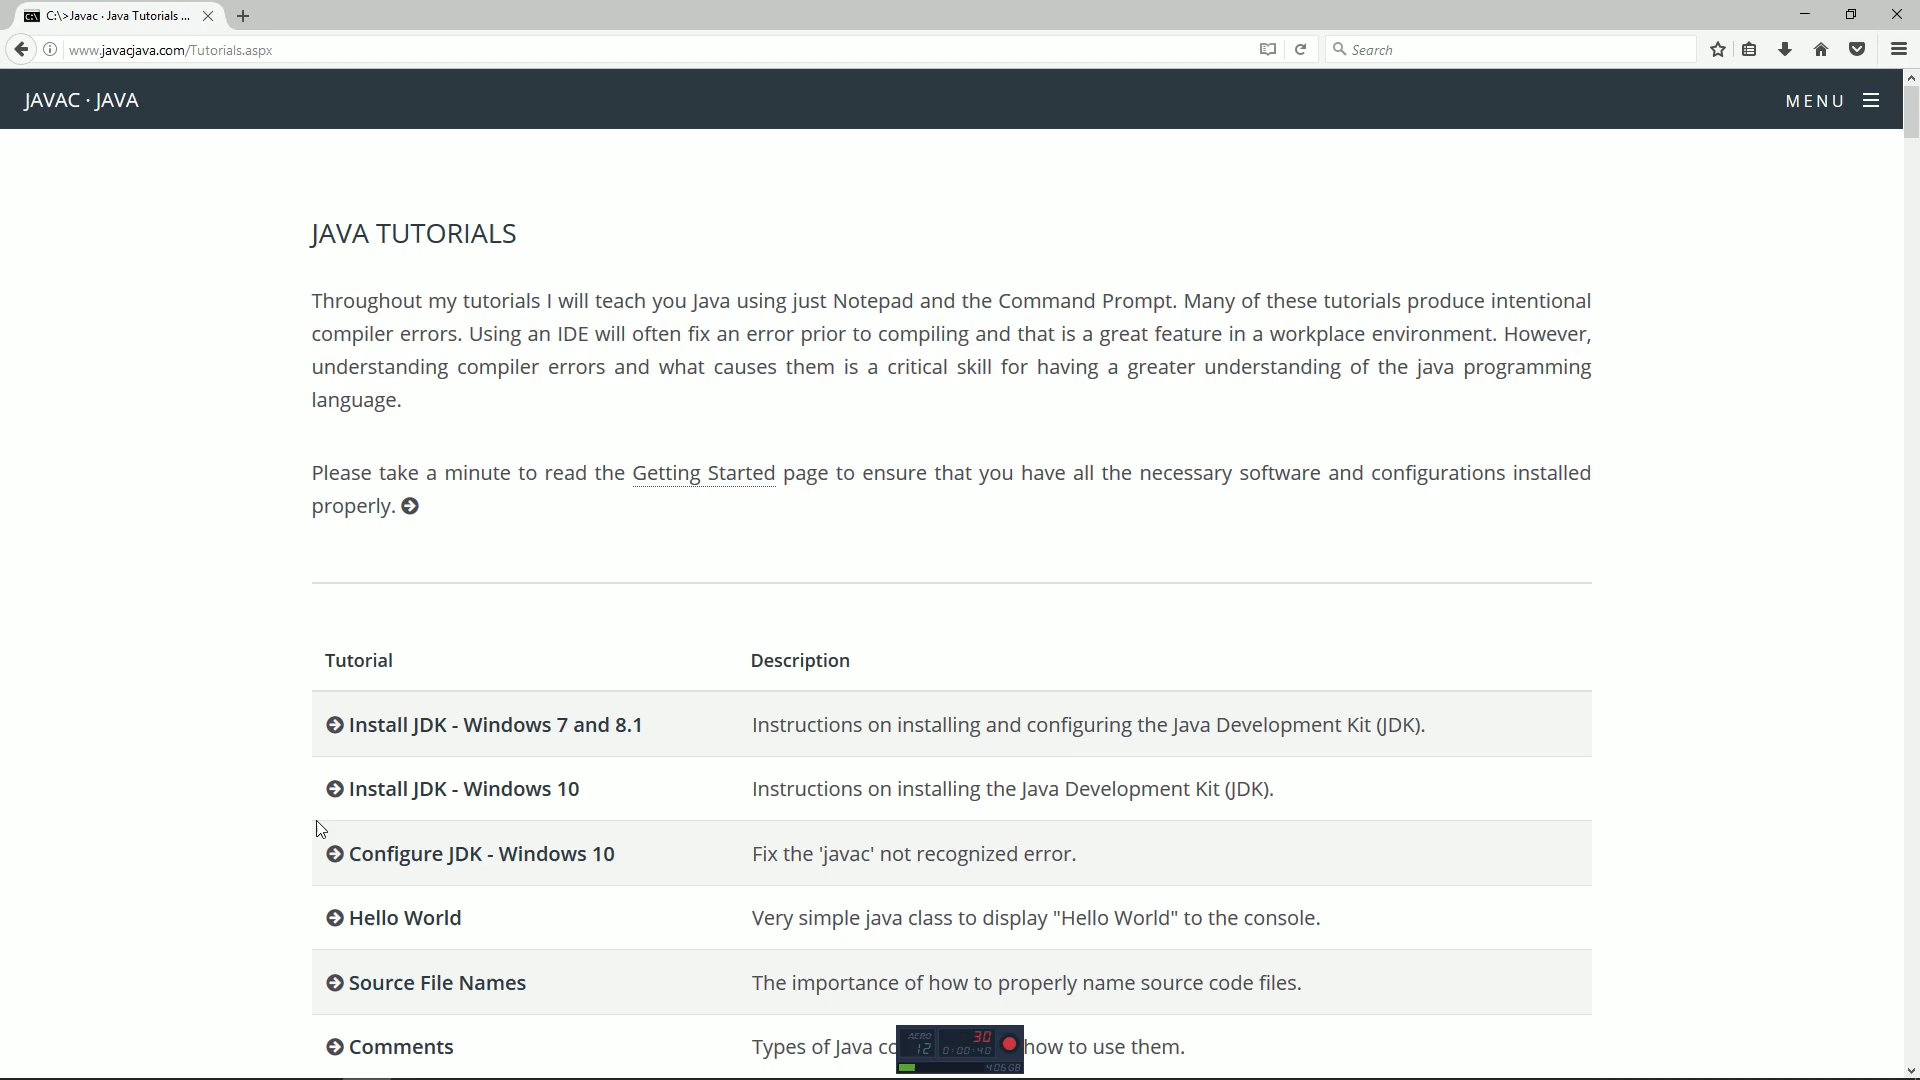 C:\>Javac · Java Tutorials ...
www.javacjava.com/Tutorials.aspx
Search
JAVAC · JAVA
MENU
JAVA TUTORIALS
Throughout my tutorials I will teach you Java using just Notepad and the Command Prompt. Many of these tutorials produce intentional
compiler errors. Using an IDE will often fix an error prior to compiling and that is a great feature in a workplace environment. However,
understanding compiler errors and what causes them is a critical skill for having a greater understanding of the java programming
language.
Please take a minute to read the Getting Started page to ensure that you have all the necessary software and configurations installed
properly.
Tutorial Description
Install JDK - Windows 7 and 8.1 Instructions on installing and configuring the Java Development Kit (JDK).
Install JDK - Windows 10 Instructions on installing the Java Development Kit (JDK).
Configure JDK - Windows 10 Fix the 'javac' not recognized error.
Hello World Very simple java class to display "Hello World" to the console.
Source File Names The importance of how to properly name source code files.
Comments Types of Java co how to use them.
AERO 30
12 0:00:40
406GB